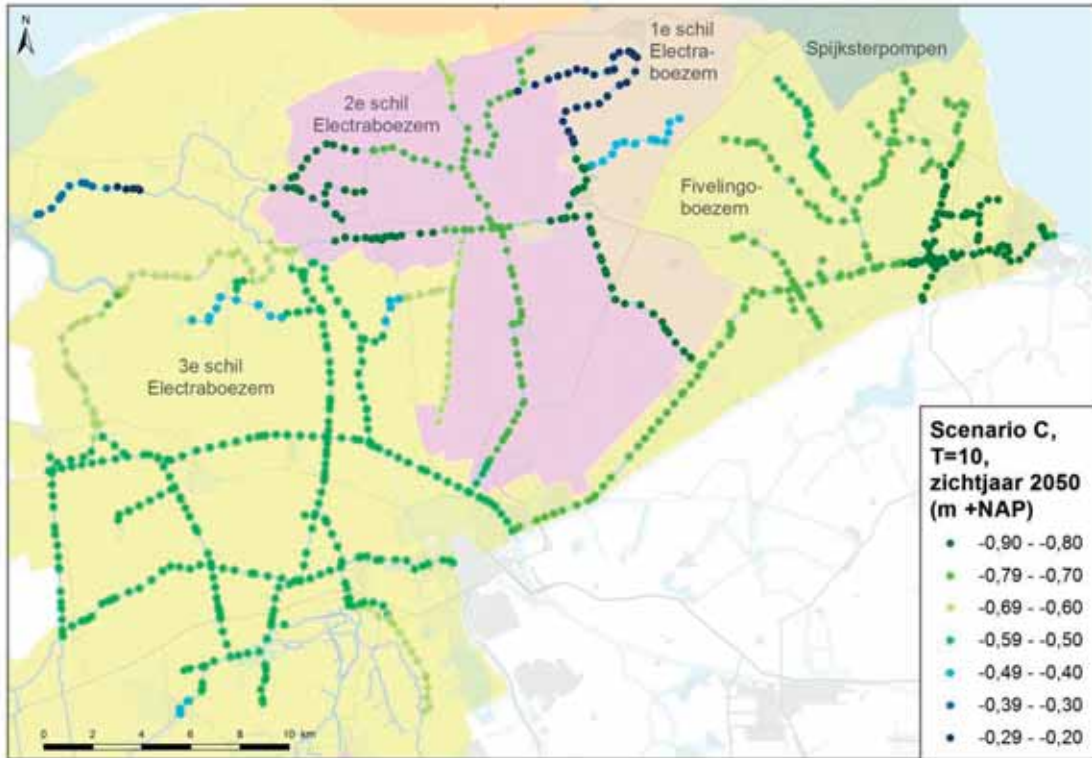 N
1e schil
Electra-
boezem
Spijksterpompen
2e schil
Electraboezem
Fivelingo-
boezem
3e schil
Electraboezem
Scenario C,
T=10,
zichtjaar 2050
(m +NAP)
-0,90 - -0,80
-0,79 - -0,70
-0,69 - -0,60
-0,59 - -0,50
-0,49 - -0,40
-0,39 - -0,30
-0,29 - -0,20
0 2 4 6 8 10 km